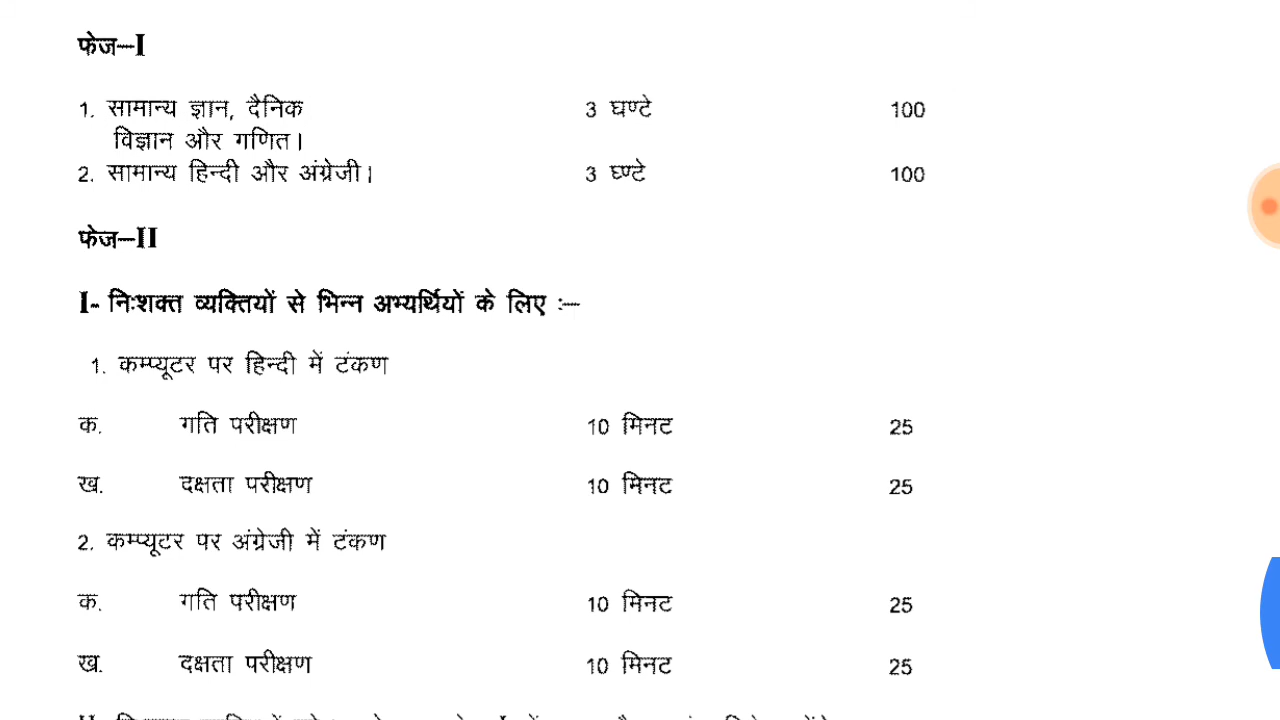 फेज–I
1. सामान्य ज्ञान, दैनिक 3 घण्टे 100
विज्ञान और गणित।
2. सामान्य हिन्दी और अंग्रेजी। 3 घ्ण्टे 100
फेज–II
I- निःशक्त व्यक्तियों से भिन्न अभ्यर्थियों के लिए :–
1. कम्प्यूटर पर हिन्दी में टंकण
क. गति परीक्षण 10 मिनट 25
ख. दक्षता परीक्षण 10 मिनट 25
2. कम्प्यूटर पर अंग्रेजी में टंकण
क. गति परीक्षण 10 मिनट 25
ख. दक्षता परीक्षण 10 मिनट 25